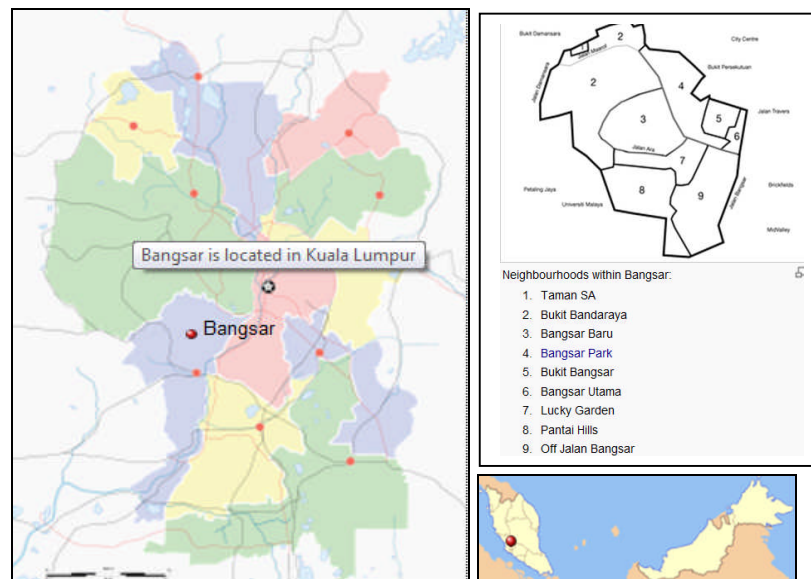 Bangsar is located in Kuala Lumpur
Bangsar
Bukit Damansara
City Centre
Jalan Maarof
Bukit Persekutuan
Jalan Damansara
Jalan Travers
Jalan Ara
Petaling Jaya
Universiti Malaya
Jalan Bangsar
Brickfields
MidValley
1
2
2
4
3
5
6
7
8
9
Neighbourhoods within Bangsar:
1. Taman SA
2. Bukit Bandaraya
3. Bangsar Baru
4. Bangsar Park
5. Bukit Bangsar
6. Bangsar Utama
7. Lucky Garden
8. Pantai Hills
9. Off Jalan Bangsar